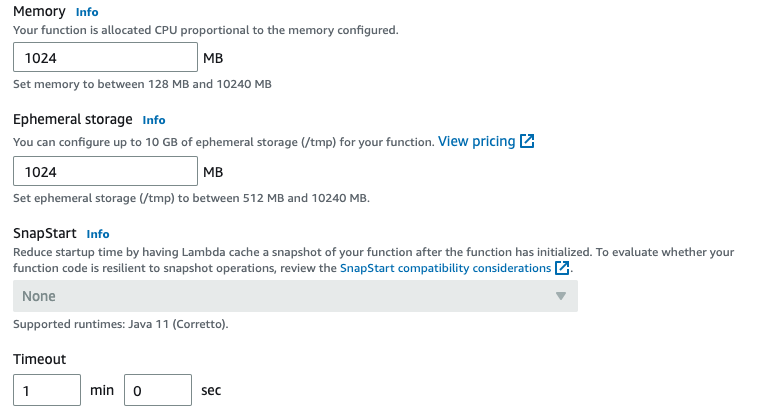 Memory Info
Your function is allocated CPU proportional to the memory configured.
1024 MB
Set memory to between 128 MB and 10240 MB
Ephemeral storage Info
You can configure up to 10 GB of ephemeral storage (/tmp) for your function. View pricing
1024 MB
Set ephemeral storage (/tmp) to between 512 MB and 10240 MB.
SnapStart Info
Reduce startup time by having Lambda cache a snapshot of your function after the function has initialized. To evaluate whether your
function code is resilient to snapshot operations, review the SnapStart compatibility considerations.
None
Supported runtimes: Java 11 (Corretto).
Timeout
1 min 0 sec